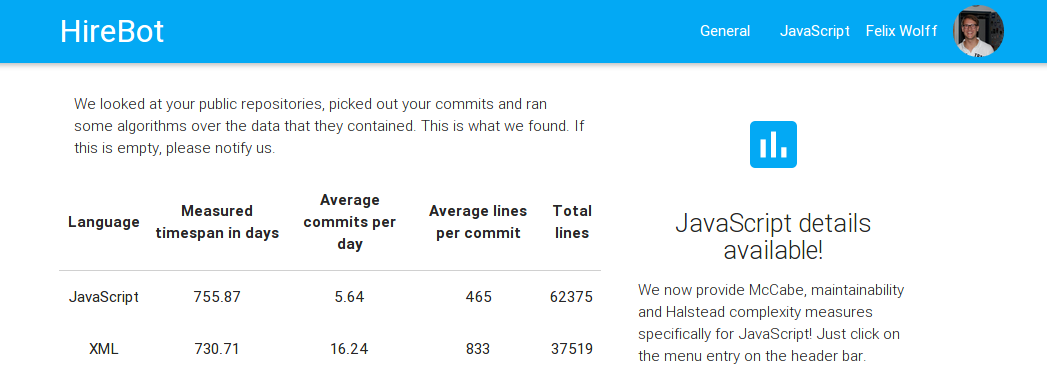 HireBot
General JavaScript Felix Wolff
We looked at your public repositories, picked out your commits and ran
some algorithms over the data that they contained. This is what we found. If
this is empty, please notify us.
Language Measured timespan in days Average commits per day Average lines per commit Total lines
JavaScript 755.87 5.64 465 62375
XML 730.71 16.24 833 37519
JavaScript details
available!
We now provide McCabe, maintainability
and Halstead complexity measures
specifically for JavaScript! Just click on
the menu entry on the header bar.